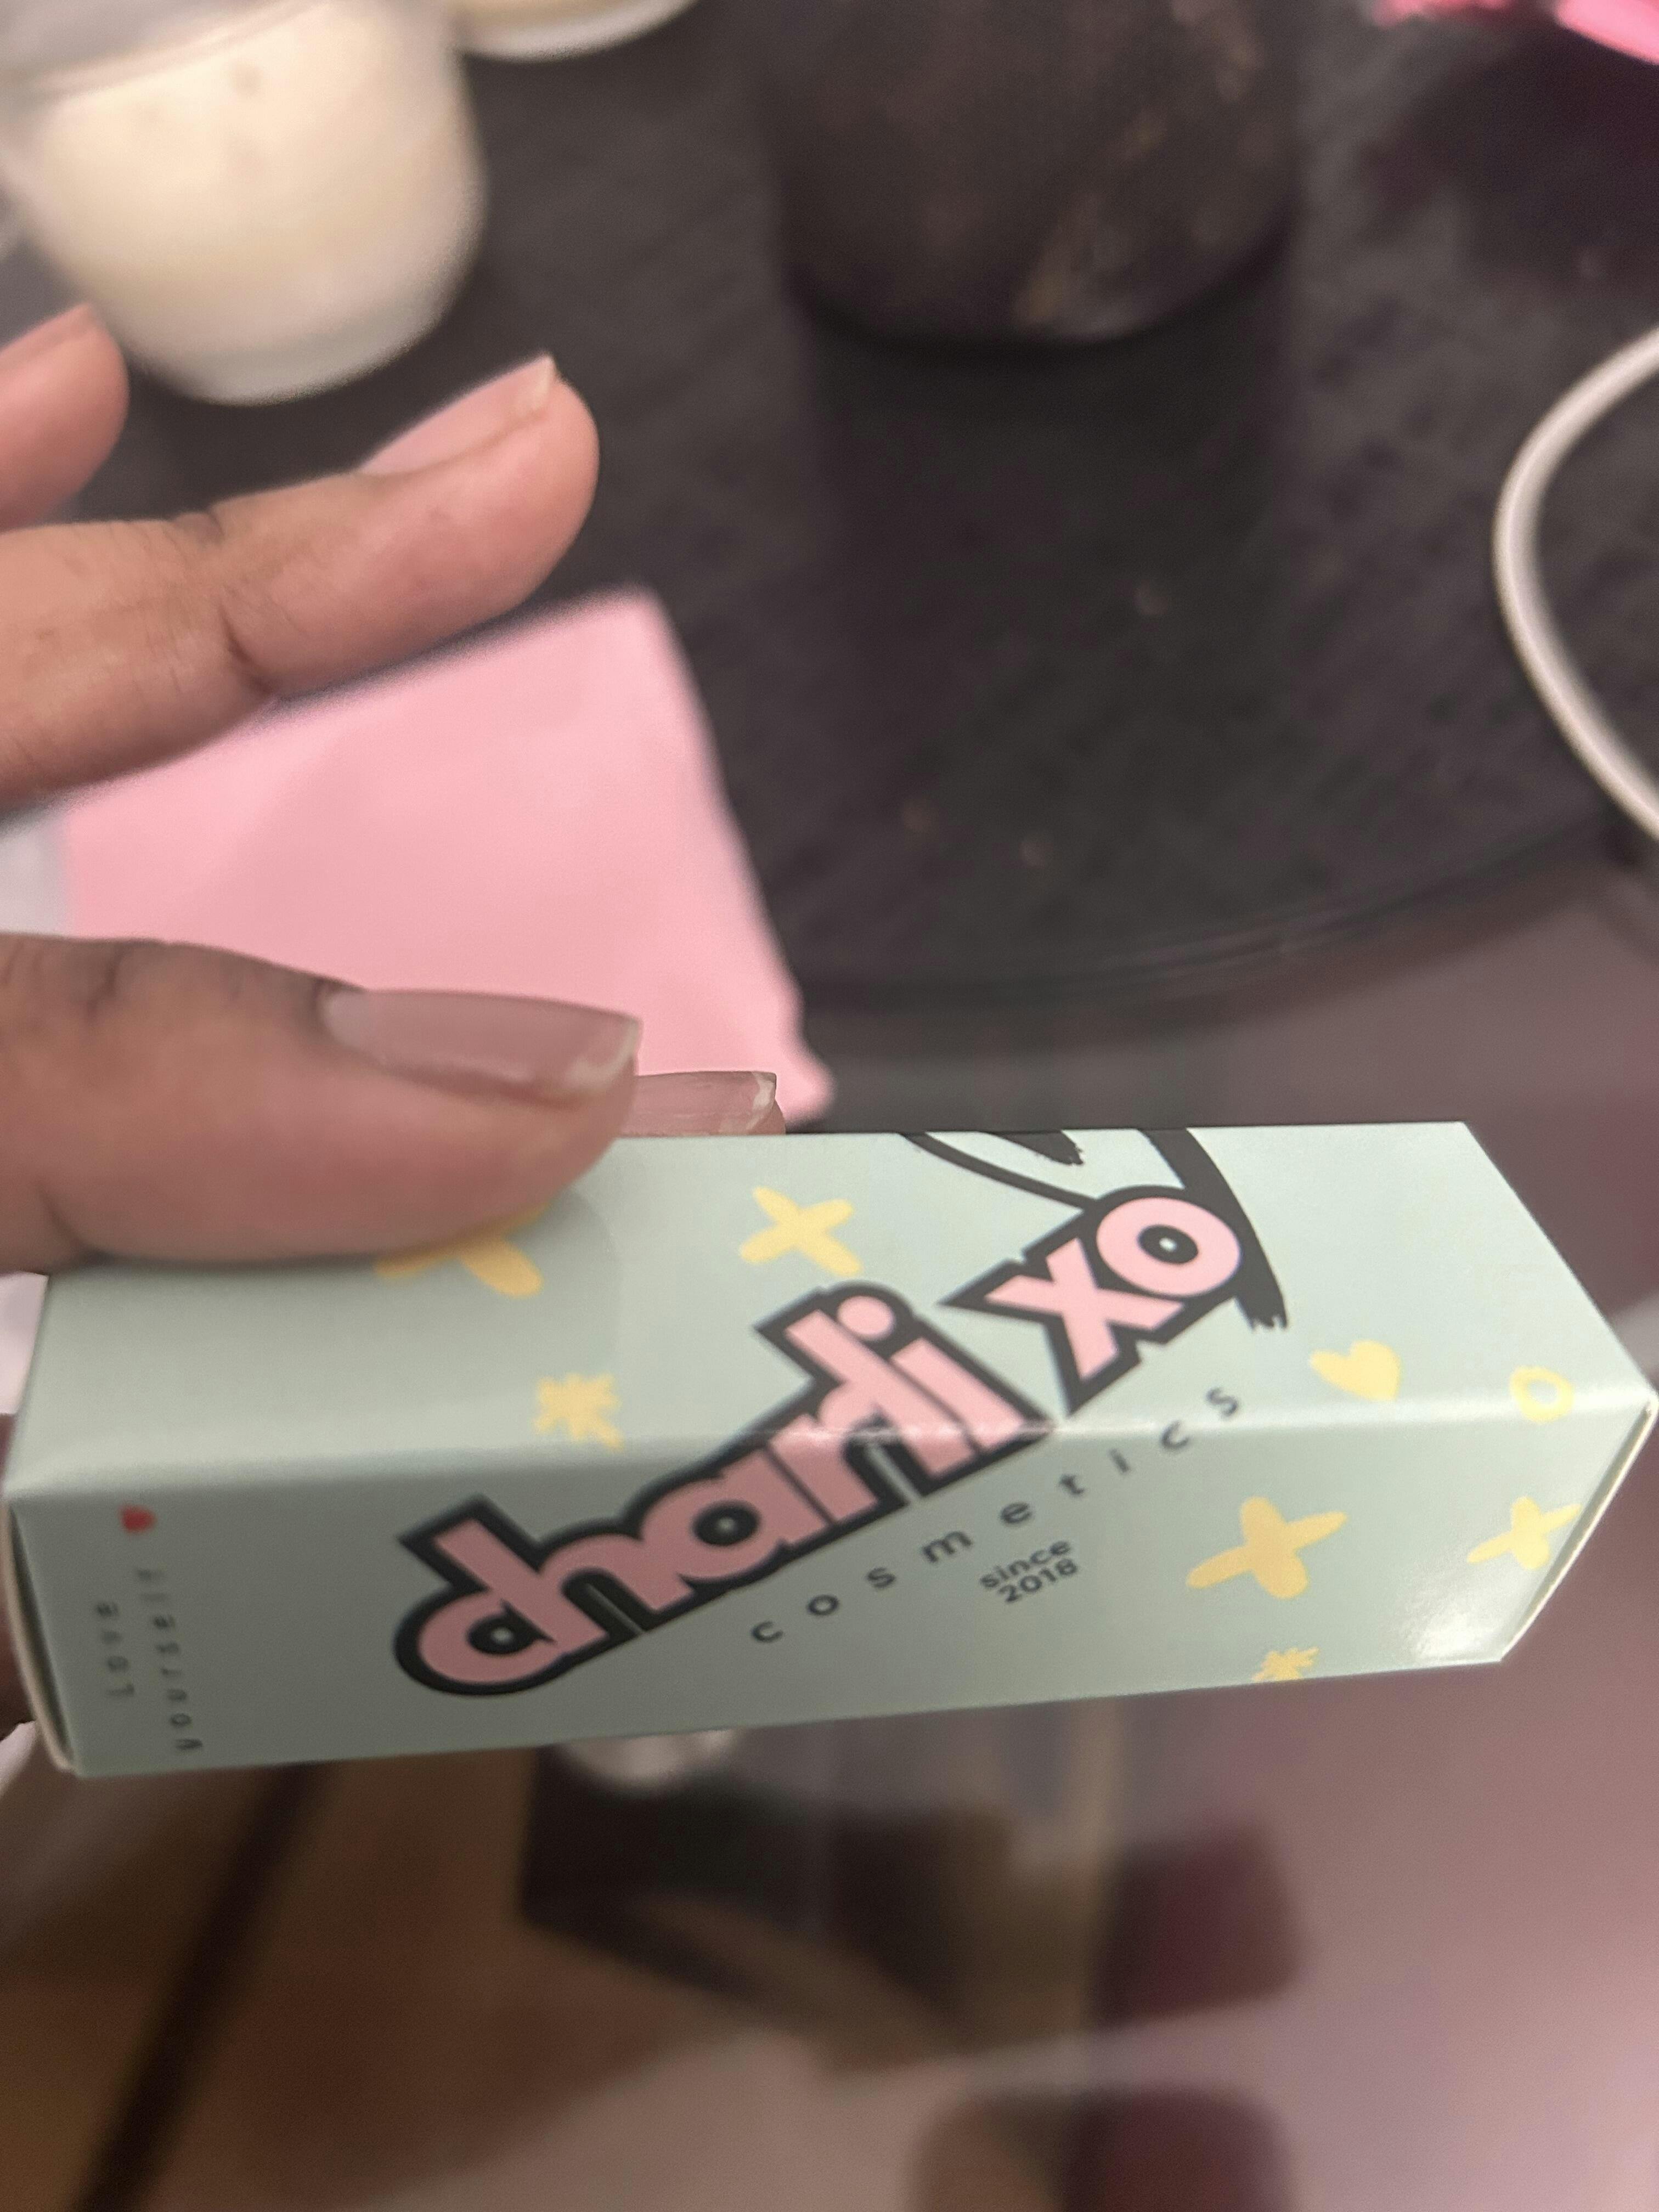 charli xo
cosmetics
since
2018
Love
yourself